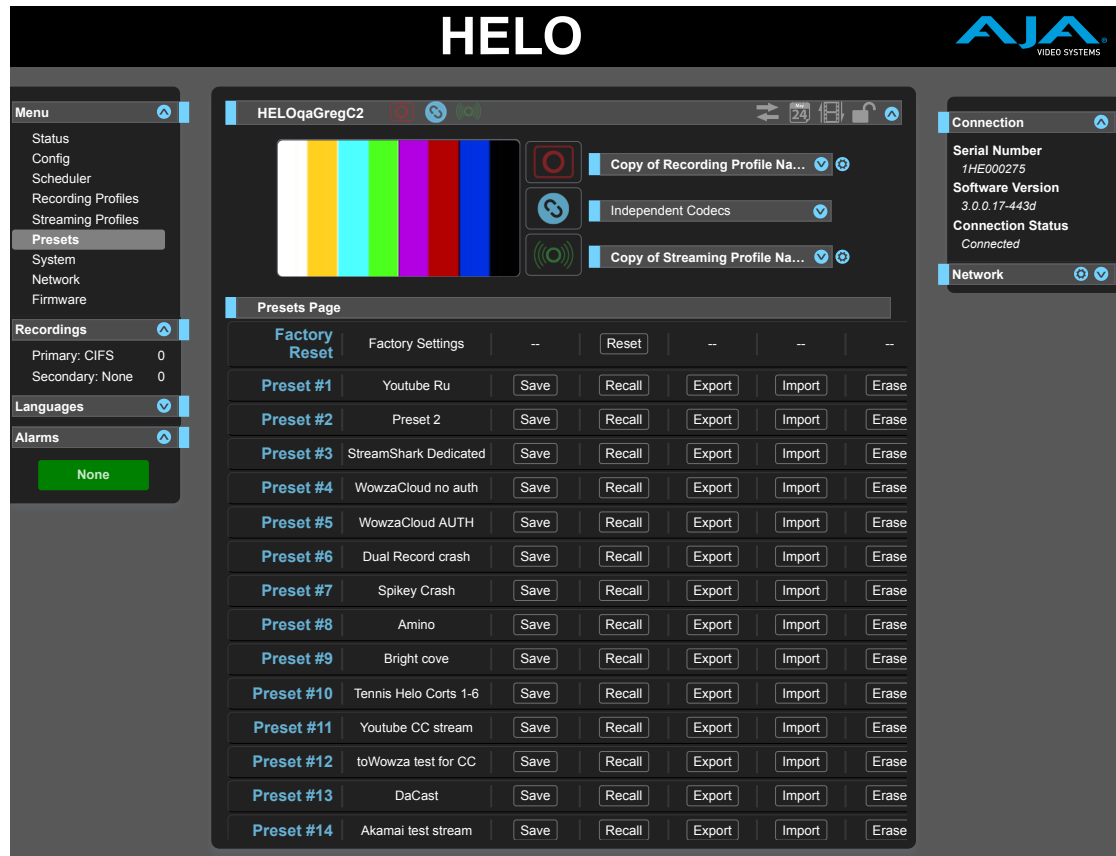 HELO
AJA
VIDEO SYSTEMS
Menu
Status
Config
Scheduler
Recording Profiles
Streaming Profiles
Presets
System
Network
Firmware
Recordings
Primary: CIFS 0
Secondary: None 0
Languages
Alarms
None
HELOqaGregC2
May
24
Copy of Recording Profile Na...
Independent Codecs
Copy of Streaming Profile Na...
Presets Page
Factory Reset Factory Settings -- Reset -- -- --
Preset #1 Youtube Ru Save Recall Export Import Erase
Preset #2 Preset 2 Save Recall Export Import Erase
Preset #3 StreamShark Dedicated Save Recall Export Import Erase
Preset #4 WowzaCloud no auth Save Recall Export Import Erase
Preset #5 WowzaCloud AUTH Save Recall Export Import Erase
Preset #6 Dual Record crash Save Recall Export Import Erase
Preset #7 Spikey Crash Save Recall Export Import Erase
Preset #8 Amino Save Recall Export Import Erase
Preset #9 Bright cove Save Recall Export Import Erase
Preset #10 Tennis Helo Corts 1-6 Save Recall Export Import Erase
Preset #11 Youtube CC stream Save Recall Export Import Erase
Preset #12 toWowza test for CC Save Recall Export Import Erase
Preset #13 DaCast Save Recall Export Import Erase
Preset #14 Akamai test stream Save Recall Export Import Erase
Connection
Serial Number
1HE000275
Software Version
3.0.0.17-443d
Connection Status
Connected
Network